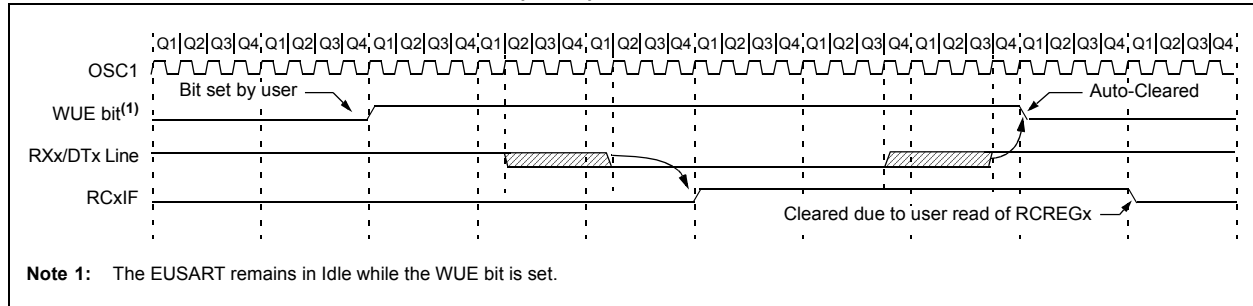 Q1 Q2 Q3 Q4 Q1 Q2 Q3 Q4 Q1 Q2 Q3 Q4 Q1 Q2 Q3 Q4 Q1 Q2 Q3 Q4 Q1 Q2 Q3 Q4 Q1 Q2 Q3 Q4 Q1 Q2 Q3 Q4 Q1 Q2 Q3 Q4 Q1 Q2 Q3 Q4
OSC1
Bit set by user
Auto-Cleared
WUE bit(1)
RXx/DTx Line
RCxIF
Cleared due to user read of RCREGx
Note 1: The EUSART remains in Idle while the WUE bit is set.